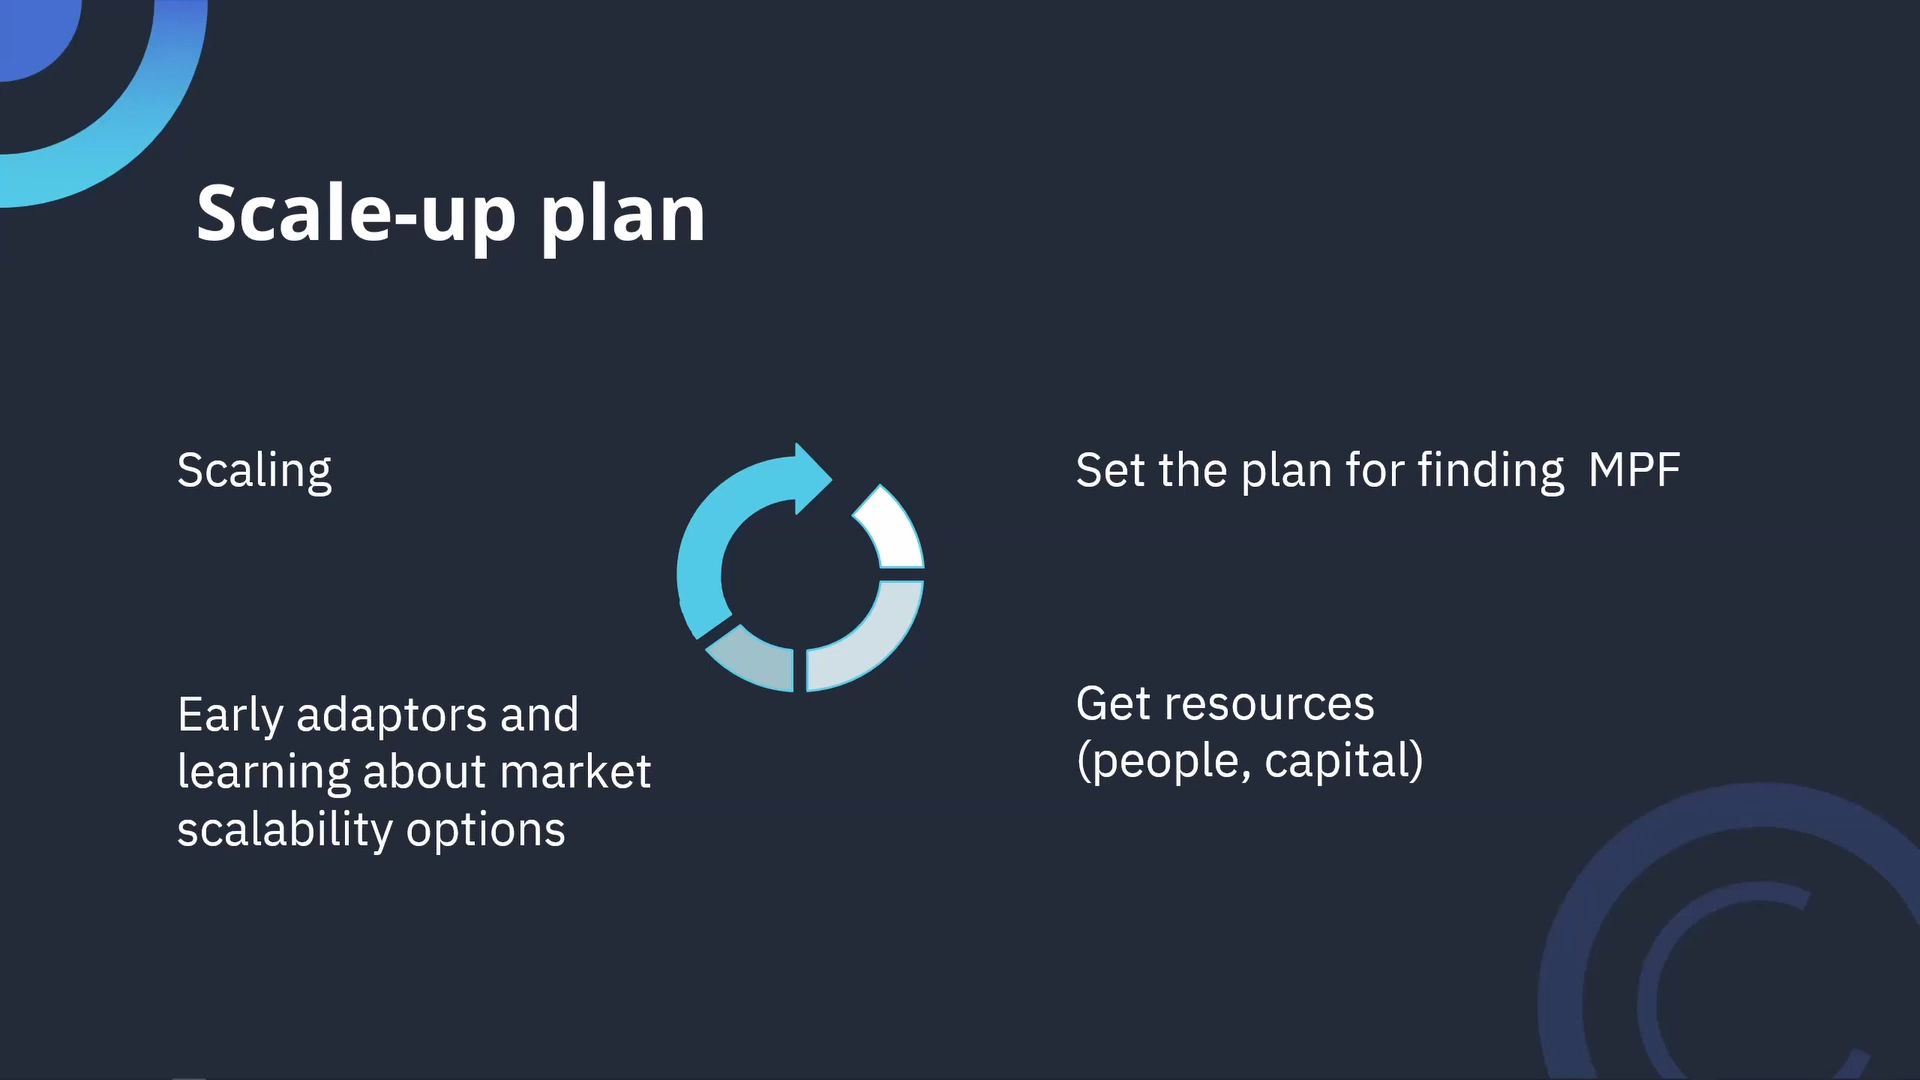 Scale-up plan
Scaling
Set the plan for finding  MPF
Early adaptors and
learning about market
scalability options
Get resources
(people, capital)